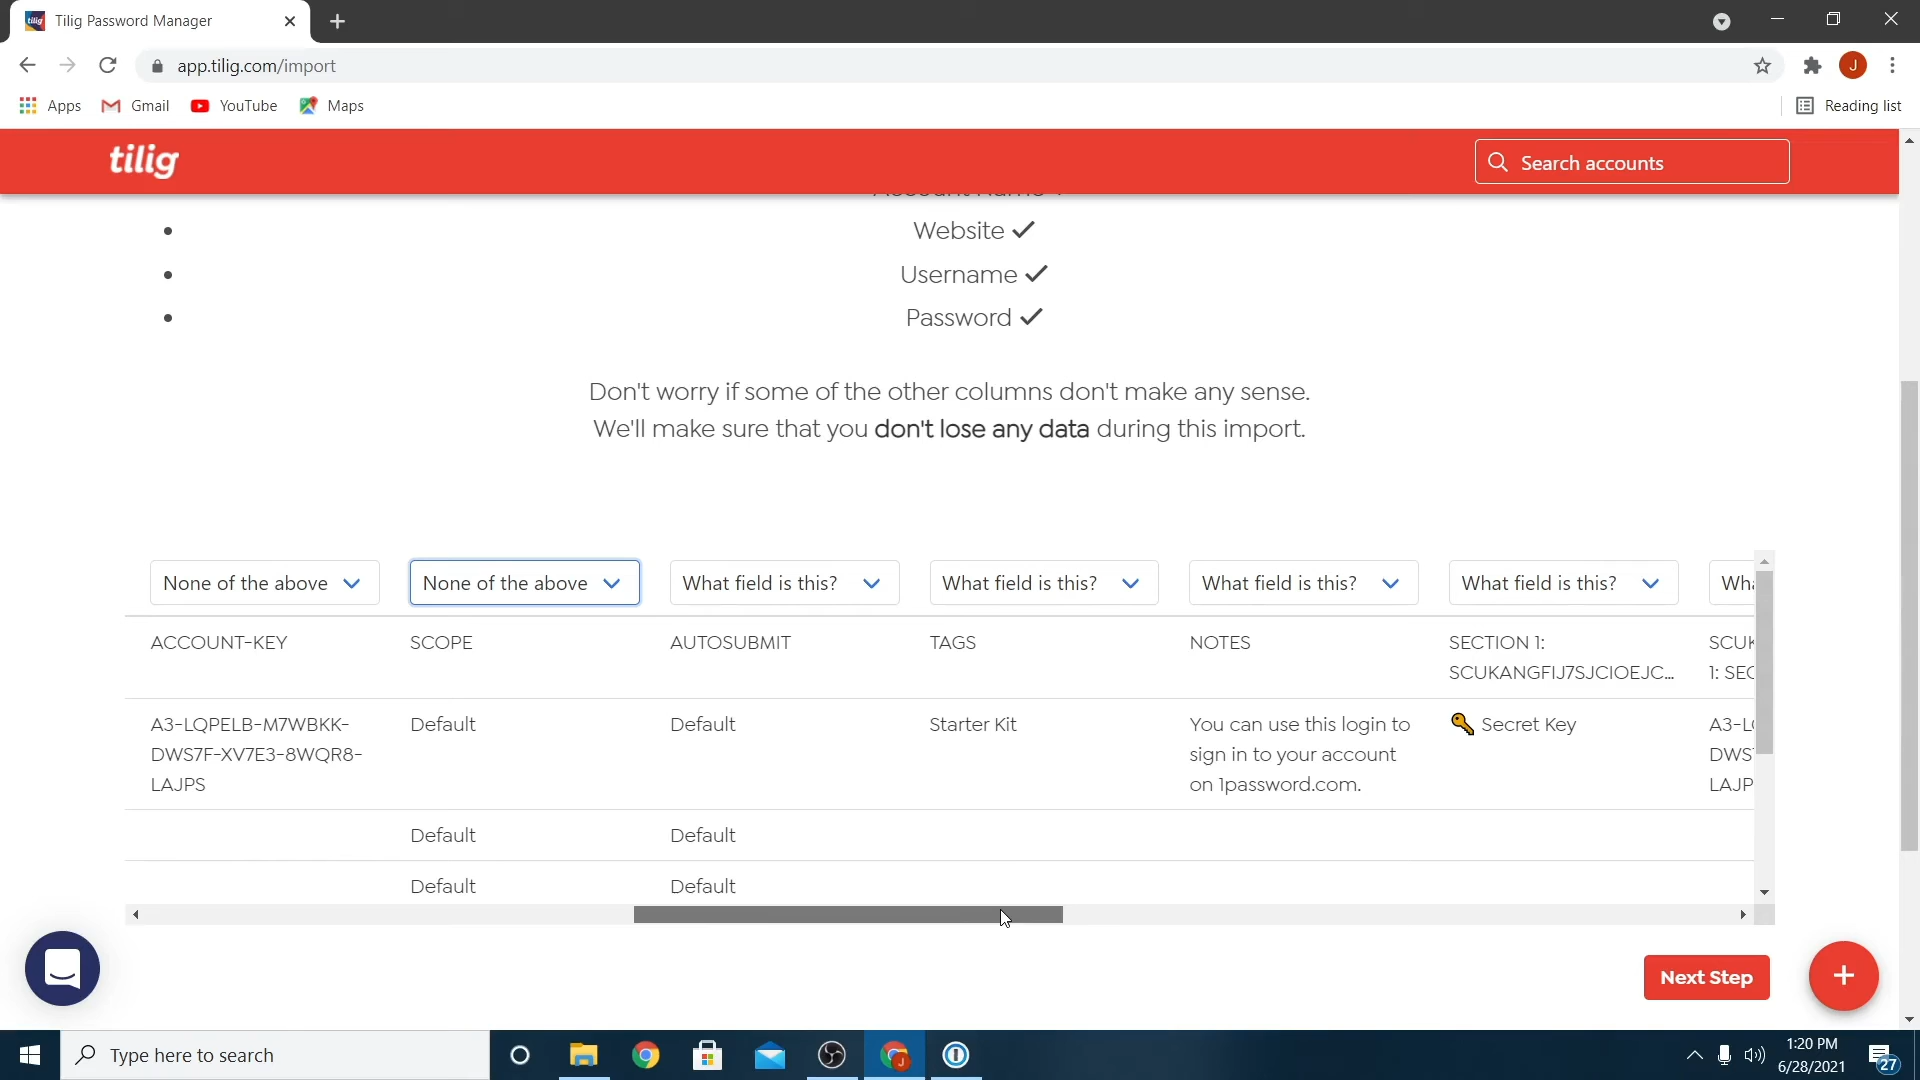 tilig
Tilig Password Manager
app.tilig.com/import
J
Apps
Gmail
YouTube
Maps
Reading list
tilig
Search accounts
Account Name
Website
Username
Password
Don't worry if some of the other columns don't make any sense.
We'll make sure that you don't lose any data during this import.
None of the above
None of the above
What field is this?
What field is this?
What field is this?
What field is this?
ACCOUNT-KEY
SCOPE
AUTOSUBMIT
TAGS
NOTES
SECTION 1:
SCUKANGFIJ7SJCIOEJC...
1: SEC
A3-LQPELB-M7WBKK-
DWS7F-XV7E3-8WQR8-
LAJPS
Default
Default
Starter Kit
You can use this login to
sign in to your account
on 1password.com.
Secret Key
Default
Default
Default
Default
Next Step
Type here to search
J
1:20 PM
6/28/2021
27